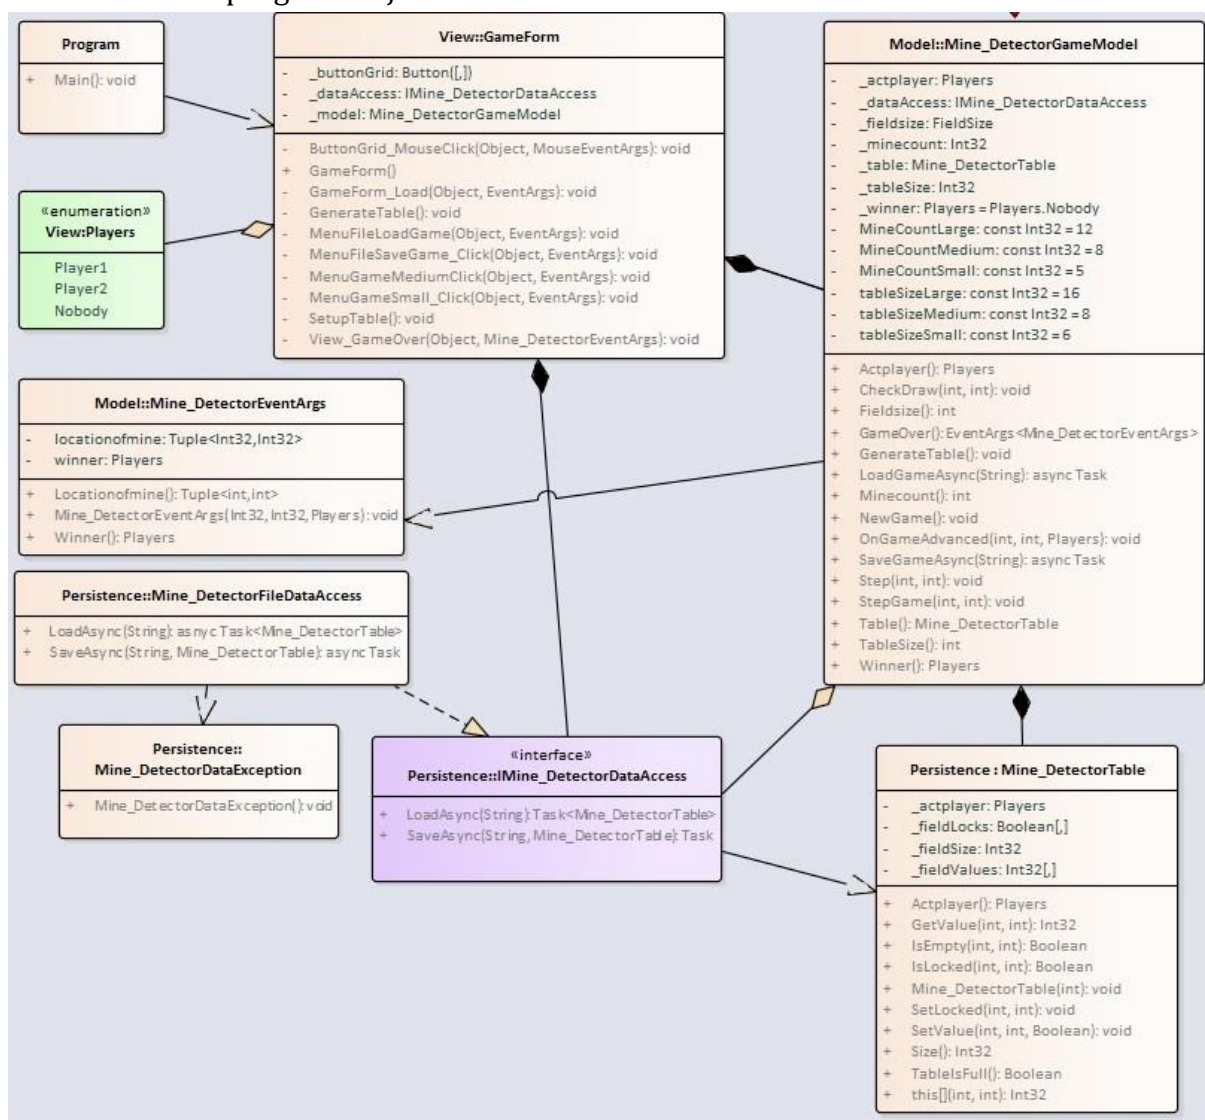 Program
+ Main(): void
View::GameForm
- _buttonGrid: Button([,])
- _dataAccess: IMine_DetectorDataAccess
- _model: Mine_DetectorGameModel
- ButtonGrid_MouseClick(Object, MouseEventArgs): void
+ GameForm()
- GameForm_Load(Object, EventArgs): void
- GenerateTable(): void
- MenuFileLoadGame(Object, EventArgs): void
- MenuFileSaveGame_Click(Object, EventArgs): void
- MenuGameMediumClick(Object, EventArgs): void
- MenuGameSmall_Click(Object, EventArgs): void
- SetupTable(): void
- View_GameOver(Object, Mine_DetectorEventArgs): void
Model::Mine_DetectorGameModel
- _actplayer: Players
- _dataAccess: IMine_DetectorDataAccess
- _fieldsize: FieldSize
- _minecount: Int32
- _table: Mine_DetectorTable
- _tableSize: Int32
- _winner: Players = Players.Nobody
- MineCountLarge: const Int32 = 12
- MineCountMedium: const Int32 = 8
- MineCountSmall: const Int32 = 5
- tableSizeLarge: const Int32 = 16
- tableSizeMedium: const Int32 = 8
- tableSizeSmall: const Int32 = 6
+ Actplayer(): Players
+ CheckDraw(int, int): void
+ Fieldsize(): int
+ GameOver(): EventArgs<Mine_DetectorEventArgs>
+ GenerateTable(): void
+ LoadGameAsync(String): async Task
+ Minecount(): int
+ NewGame(): void
+ OnGameAdvanced(int, int, Players): void
+ SaveGameAsync(String): async Task
+ Step(int, int): void
+ StepGame(int, int): void
+ Table(): Mine_DetectorTable
+ TableSize(): int
+ Winner(): Players
«enumeration»
View:Players
Player1
Player2
Nobody
Model::Mine_DetectorEventArgs
- locationofmine: Tuple<Int32,Int32>
- winner: Players
+ Locationofmine(): Tuple<int,int>
+ Mine_DetectorEventArgs(Int32, Int32, Players): void
+ Winner(): Players
Persistence::Mine_DetectorFileDataAccess
+ LoadAsync(String): asnyc Task<Mine_DetectorTable>
+ SaveAsync(String, Mine_DetectorTable): async Task
Persistence::
Mine_DetectorDataException
+ Mine_DetectorDataException(): void
«interface»
Persistence::IMine_DetectorDataAccess
+ LoadAsync(String): Task<Mine_DetectorTable>
+ SaveAsync(String, Mine_DetectorTable): Task
Persistence : Mine_DetectorTable
- _actplayer: Players
- _fieldLocks: Boolean[,]
- _fieldSize: Int32
- _fieldValues: Int32[,]
+ Actplayer(): Players
+ GetValue(int, int): Int32
+ IsEmpty(int, int): Boolean
+ IsLocked(int, int): Boolean
+ Mine_DetectorTable(int): void
+ SetLocked(int, int): void
+ SetValue(int, int, Boolean): void
+ Size(): Int32
+ TableIsFull(): Boolean
+ this[](int, int): Int32